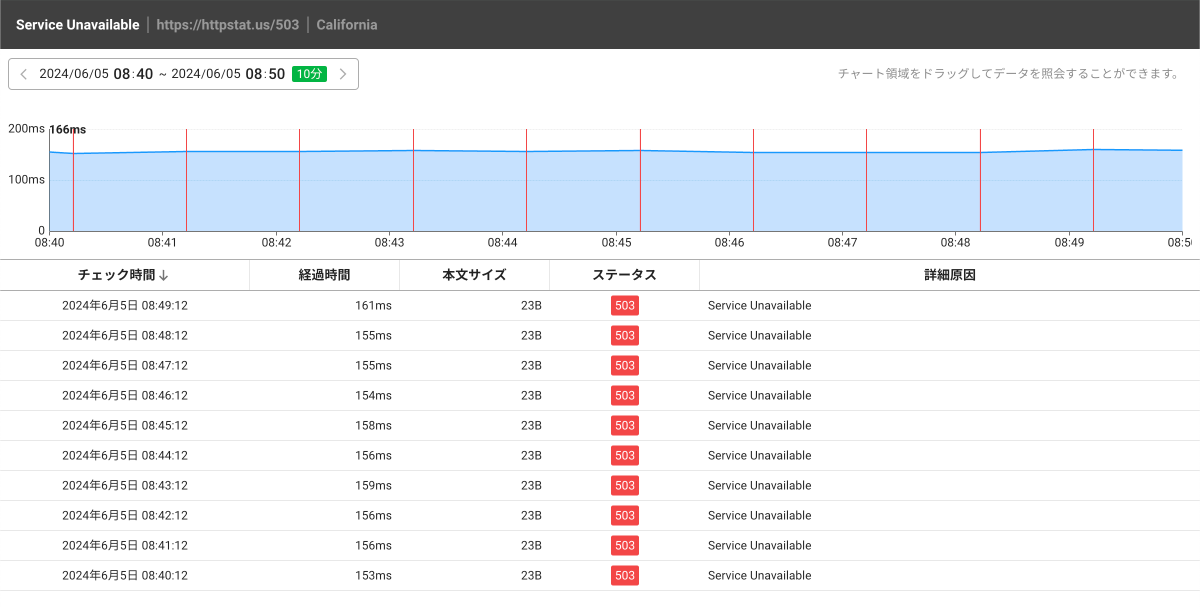 Service Unavailable | https://httpstat.us/503 | California
2024/06/05 08:40 ~ 2024/06/05 08:50 10分
チャート領域をドラッグしてデータを照会することができます。
200ms 166ms
100ms
0
08:40 08:41 08:42 08:43 08:44 08:45 08:46 08:47 08:48 08:49 08:50
チェック時間↓ 経過時間 本文サイズ ステータス 詳細原因
2024年6月5日 08:49:12 161ms 23B 503 Service Unavailable
2024年6月5日 08:48:12 155ms 23B 503 Service Unavailable
2024年6月5日 08:47:12 155ms 23B 503 Service Unavailable
2024年6月5日 08:46:12 154ms 23B 503 Service Unavailable
2024年6月5日 08:45:12 158ms 23B 503 Service Unavailable
2024年6月5日 08:44:12 156ms 23B 503 Service Unavailable
2024年6月5日 08:43:12 159ms 23B 503 Service Unavailable
2024年6月5日 08:42:12 156ms 23B 503 Service Unavailable
2024年6月5日 08:41:12 156ms 23B 503 Service Unavailable
2024年6月5日 08:40:12 153ms 23B 503 Service Unavailable